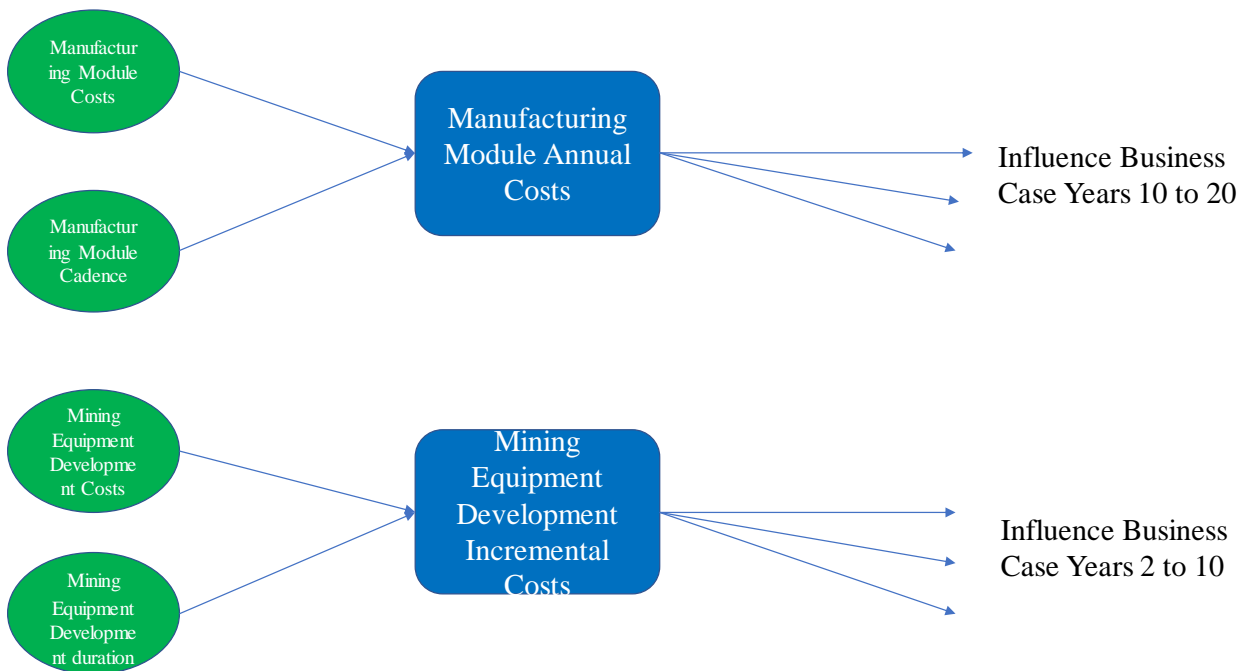 Manufactur
ing Module
Costs
Manufacturing
Module Annual
Costs
Influence Business
Case Years 10 to 20
Manufactur
ing Module
Cadence
Mining
Equipment
Developme
nt Costs
Mining
Equipment
Development
Incremental
Costs
Influence Business
Case Years 2 to 10
Mining
Equipment
Developme
nt duration